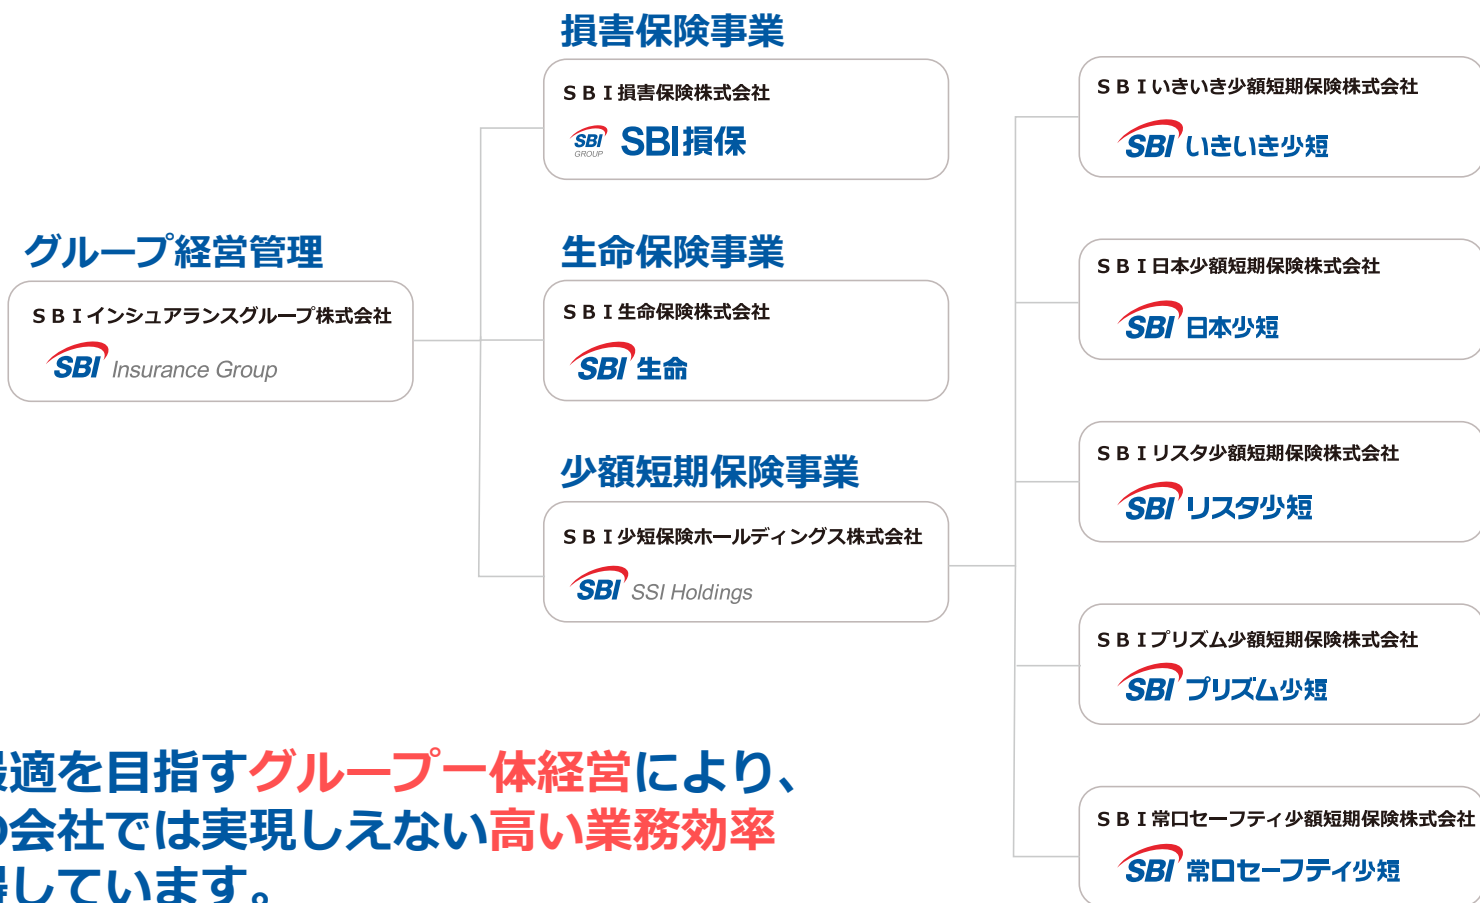 グループ経営管理
ＳＢＩインシュアランスグループ株式会社
SBI Insurance Group
損害保険事業
ＳＢＩ損害保険株式会社
SBI GROUP SBI損保
生命保険事業
ＳＢＩ生命保険株式会社
SBI 生命
少額短期保険事業
ＳＢＩ少短保険ホールディングス株式会社
SBI SSI Holdings
ＳＢＩいきいき少額短期保険株式会社
SBI いきいき少短
ＳＢＩ日本少額短期保険株式会社
SBI 日本少短
ＳＢＩリスタ少額短期保険株式会社
SBI リスタ少短
ＳＢＩプリズム少額短期保険株式会社
SBI プリズム少短
ＳＢＩ常口セーフティ少額短期保険株式会社
SBI 常口セーフティ少短
適を目指すグループ一体経営により、
会社では実現しえない高い業務効率
しています。